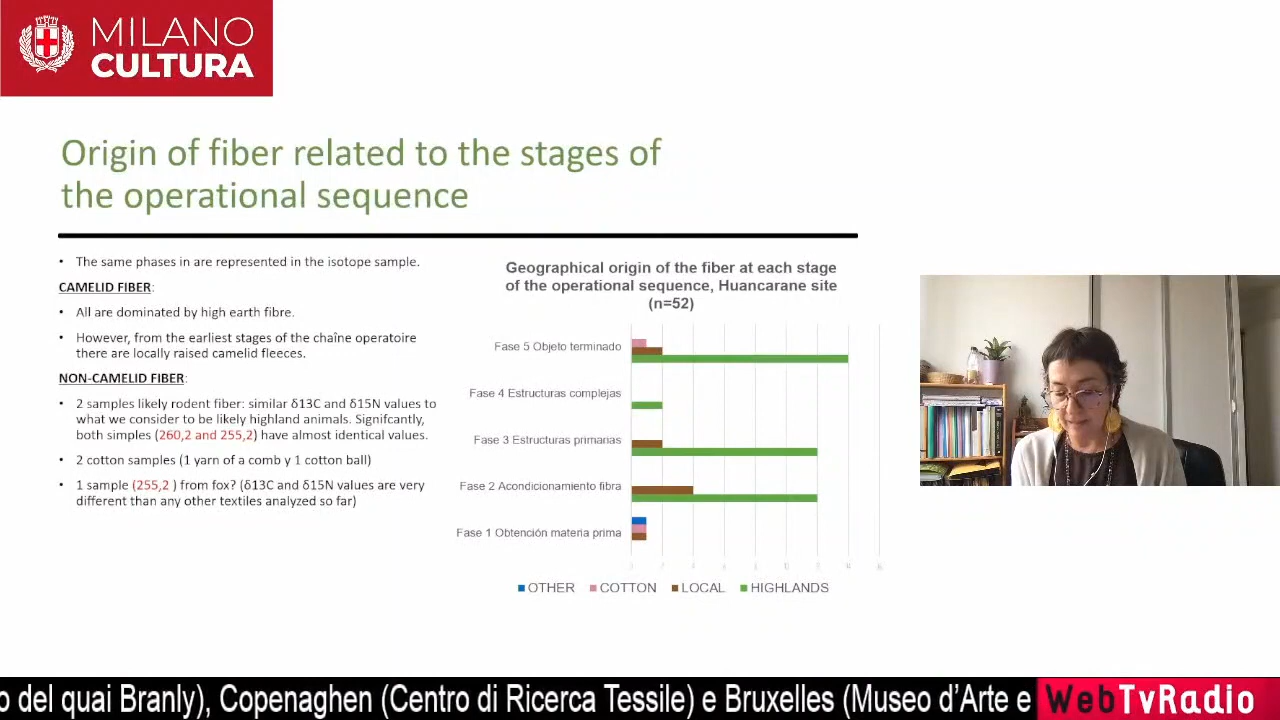 MILANO
CULTURA
Origin of fiber related to the stages of
the operational sequence
• The same phases in are represented in the isotope sample.
CAMELID FIBER:
• All are dominated by high earth fibre.
• However, from the earliest stages of the chaîne operatoire
there are locally raised camelid fleeces.
NON-CAMELID FIBER:
• 2 samples likely rodent fiber: similar δ13C and δ15N values to
what we consider to be likely highland animals. Signifcantly,
both simples (260,2 and 255,2) have almost identical values.
• 2 cotton samples (1 yarn of a comb y 1 cotton ball)
• 1 sample (255,2 ) from fox? (δ13C and δ15N values are very
different than any other textiles analyzed so far)
Geographical origin of the fiber at each stage
of the operational sequence, Huancarane site
(n=52)
Fase 5 Objeto terminado
Fase 4 Estructuras complejas
Fase 3 Estructuras primarias
Fase 2 Acondicionamiento fibra
Fase 1 Obtención materia prima
OTHER COTTON LOCAL HIGHLANDS
o del quai Branly), Copenaghen (Centro di Ricerca Tessile) e Bruxelles (Museo d'Arte e
WebTvRadio